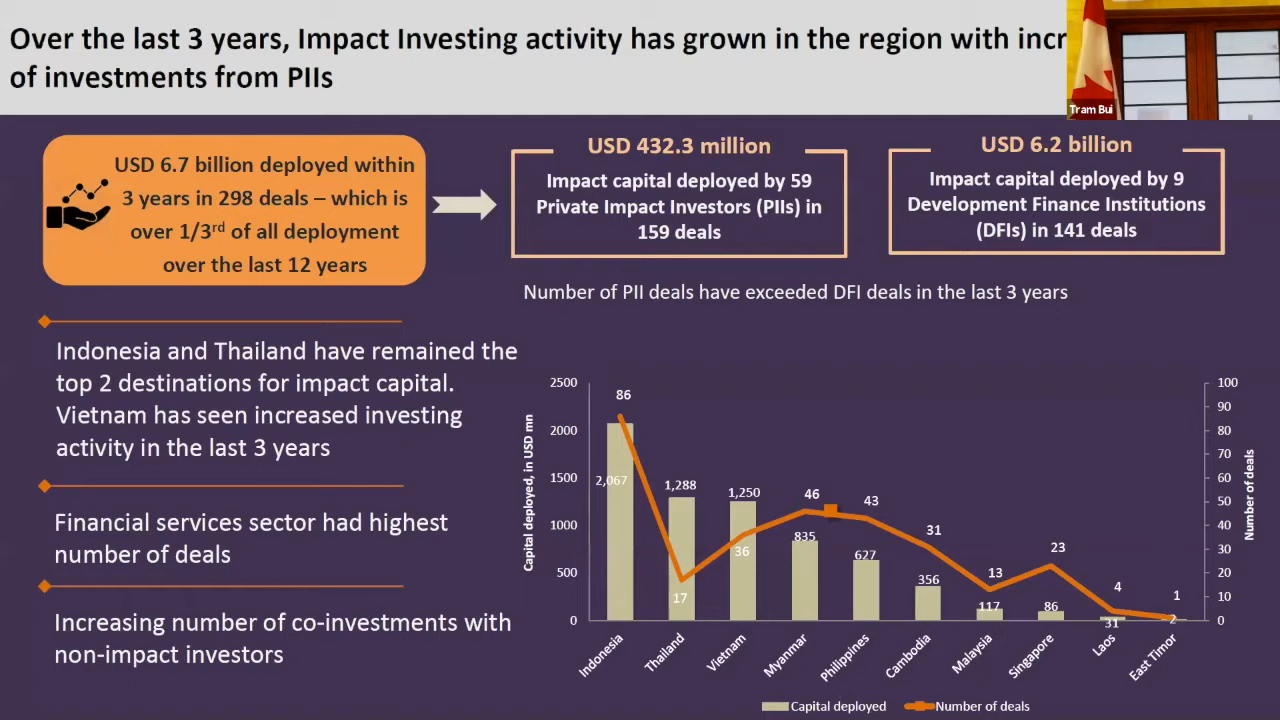 Over the last 3 years, Impact Investing activity has grown in the region with incr
of investments from PIIs
Tram Bui
USD 6.7 billion deployed within
3 years in 298 deals – which is
over 1/3rd of all deployment
over the last 12 years
USD 432.3 million
Impact capital deployed by 59
Private Impact Investors (PIIs) in
159 deals
USD 6.2 billion
Impact capital deployed by 9
Development Finance Institutions
(DFIs) in 141 deals
Number of PII deals have exceeded DFI deals in the last 3 years
Indonesia and Thailand have remained the
top 2 destinations for impact capital.
Vietnam has seen increased investing
activity in the last 3 years
Financial services sector had highest
number of deals
Increasing number of co-investments with
non-impact investors
Capital deployed, in USD mn
2500
2000
1500
1000
500
0
86
2,067
1,288
17
1,250
36
46
835
43
627
31
356
13
117
23
86
4
31
1
2
100
90
80
70
60
50
40
30
20
10
0
Number of deals
Indonesia
Thailand
Vietnam
Myanmar
Philippines
Cambodia
Malaysia
Singapore
Laos
East Timor
Capital deployed
Number of deals